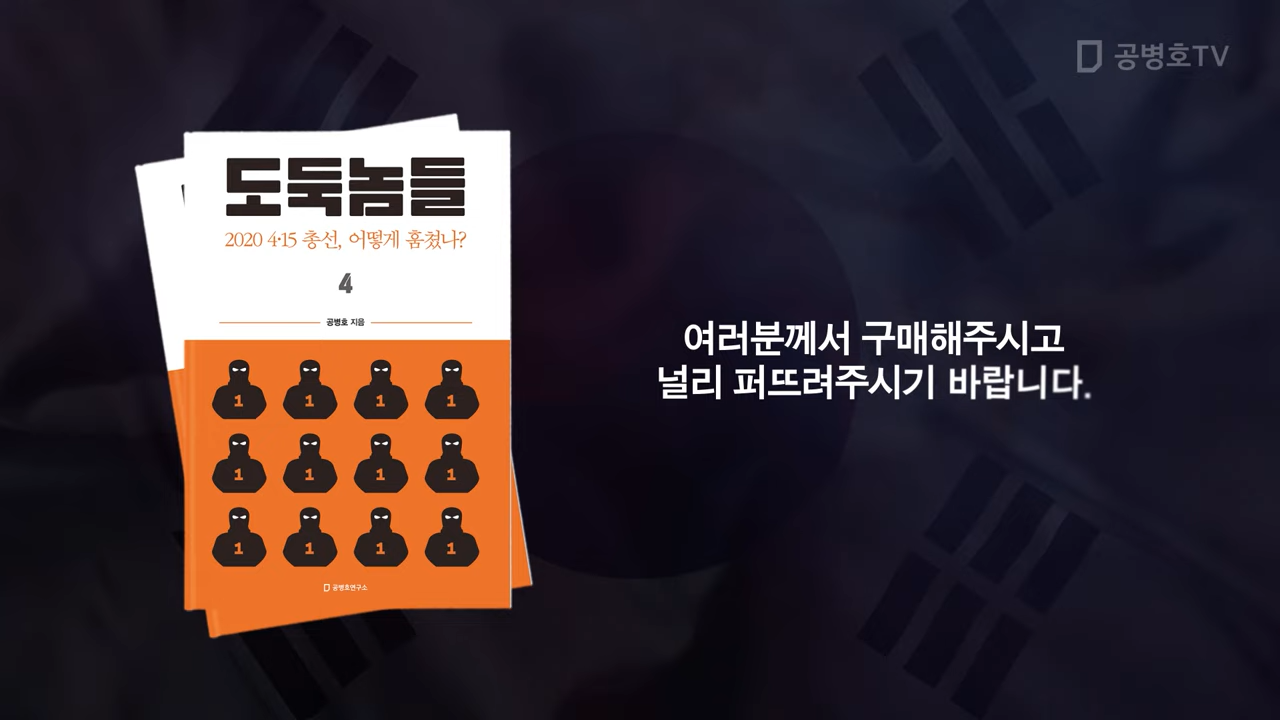 공병호TV
도둑놈들
2020 4·15 총선, 어떻게 훔쳤나?
4
공병호 지음
1 1 1 1
1 1 1 1
1 1 1 1
공병호연구소
여러분께서 구매해주시고
널리 퍼뜨려주시기 바랍니다.